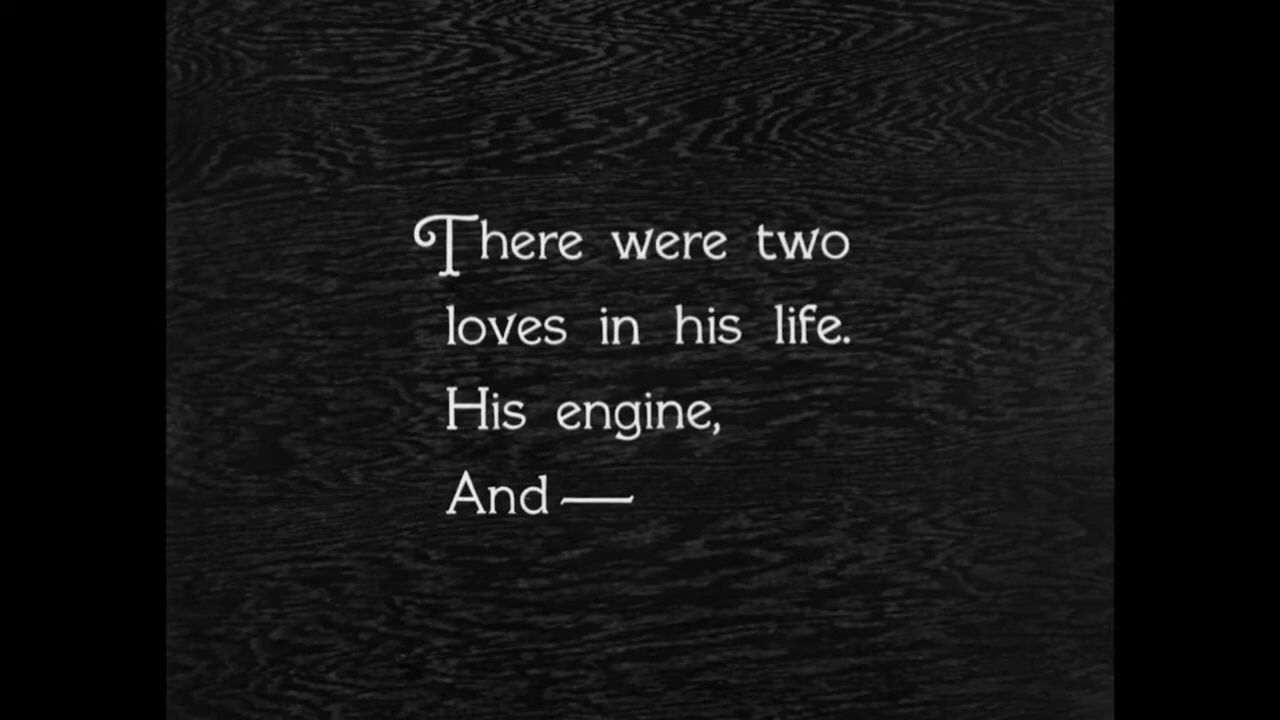 There were two
loves in his life.
His engine,
And —